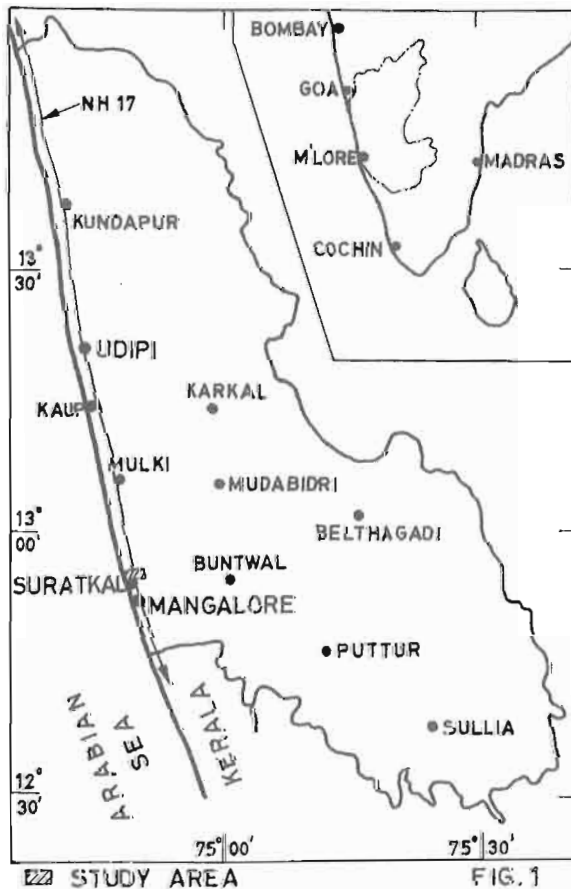 BOMBAY
NH 17
GOA
M'LORE
MADRAS
KUNDAPUR
COCHIN
13°
30'
UDIPI
KARKAL
KAUP
MULKI
MUDABIDRI
13°
00'
BELTHAGADI
BUNTWAL
SURATKAL
MANGALORE
PUTTUR
ARABIAN
SEA
KERALA
SULLIA
12°
30'
75° 00'
75° 30'
STUDY AREA
FIG. 1